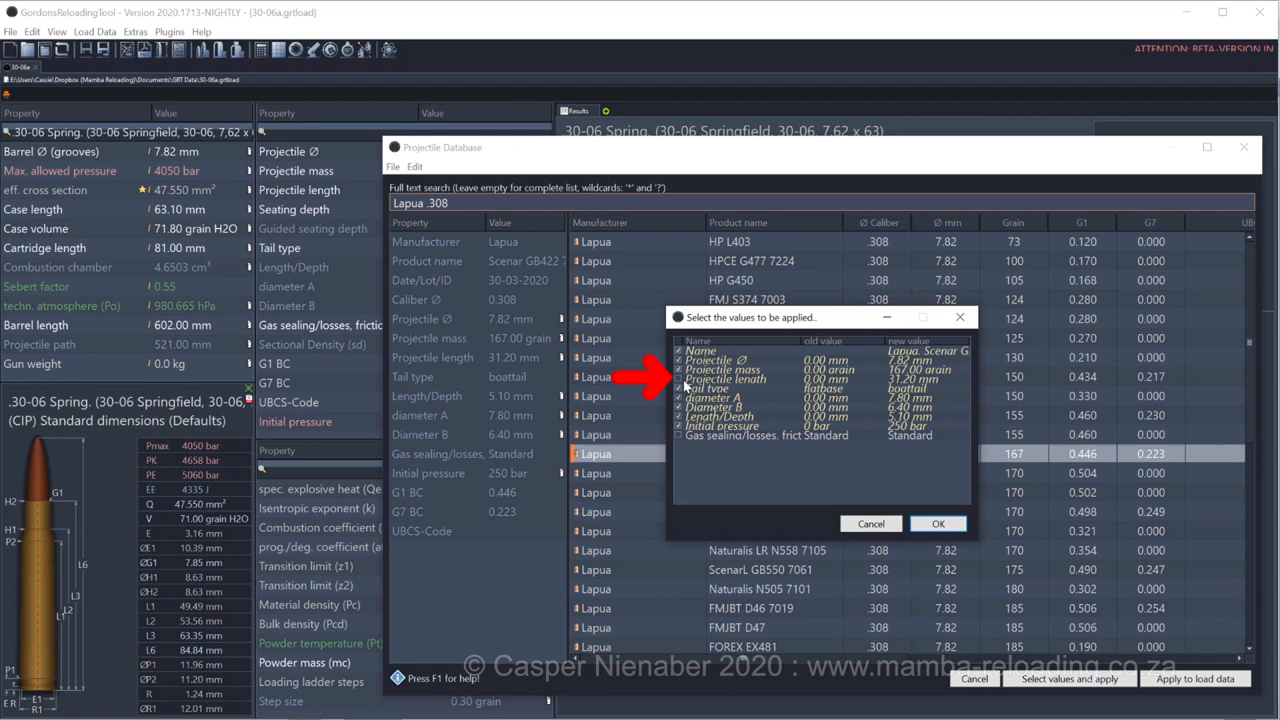 GordonsReloadingTool - Version 2020.1713-NIGHTLY - [30-06a.grtload]
File Edit View Load Data Extras Plugins Help
ATTENTION: BETA-VERSION IN
30-06a
E:\Users\Cassie\Dropbox (Mamba Reloading)\Documents\GRT Data\30-06a.grtload
Property Value
.30-06 Spring. (30-06 Springfield, 30-06, 7,62 x 6
Barrel Ø (grooves) 7.82 mm
Max. allowed pressure 4050 bar
eff. cross section 47.550 mm²
Case length 63.10 mm
Case volume 71.80 grain H2O
Cartridge length 81.00 mm
Combustion chamber 4.6503 cm³
Sebert factor 0.55
techn. atmosphere (Po) 980.665 hPa
Barrel length 602.00 mm
Projectile path 521.00 mm
Weapon weight 0.0 kg
.30-06 Spring. (30-06 Springfield, 30-06,
(CIP) Standard dimensions (Defaults)
Pmax 4050 bar
PK 4658 bar
PE 5060 bar
EE 4335 J
Q 47.550 mm²
V 71.00 grain H2O
E 3.16 mm
ØE1 10.39 mm
ØG1 7.85 mm
ØH1 8.63 mm
ØH2 8.63 mm
L1 49.49 mm
L2 53.56 mm
L3 63.35 mm
L6 84.84 mm
ØP1 11.96 mm
ØP2 11.20 mm
R 1.24 mm
ØR1 12.01 mm
G1
H2
H1
P2
L6
L3
L2
L1
P1
E R
E1
R1
Property Value
Projectile Ø
Projectile mass
Projectile length
Seating depth
Guided seating depth
Tail type
Length/Depth
diameter A
Diameter B
Gas sealing/losses, frictio
Sectional Density (sd)
G1 BC
G7 BC
UBCS-Code
Initial pressure
Property
spec. explosive heat (Qe
Isentropic exponent (k)
Combustion coefficient (
prog./deg. coefficient (a
Transition limit (z1)
Transition limit (z2)
Material density (Pc)
Bulk density (Pcd)
Powder temperature (Pt)
Powder mass (mc)
Loading ladder steps
Step size 0.30 grain
Results
.30-06 Spring. (30-06 Springfield, 30-06, 7,62 x 63)
Projectile Database
File Edit
Full text search (Leave empty for complete list, wildcards: '*' and '?')
Lapua .308
Property Value
Manufacturer Lapua
Product name Scenar GB422 7
Date/Lot/ID 30-03-2020
Caliber Ø 0.308
Projectile Ø 7.82 mm
Projectile mass 167.00 grain
Projectile length 31.20 mm
Tail type boattail
Length/Depth 5.10 mm
diameter A 7.80 mm
Diameter B 6.40 mm
Gas sealing/losses, Standard
Initial pressure 250 bar
G1 BC 0.446
G7 BC 0.223
UBCS-Code
Manufacturer Product name Ø Caliber Ø mm Grain G1 G7 UB
Lapua HP L403 .308 7.82 73 0.120 0.000
Lapua HPCE G477 7224 .308 7.82 100 0.170 0.000
Lapua HP G450 .308 7.82 105 0.168 0.000
Lapua FMJ S374 7003 .308 7.82 124 0.280 0.000
Lapua 124 0.280 0.000
Lapua 130 0.210 0.000
Lapua 150 0.330 0.000
Lapua 150 0.434 0.217
Lapua 150 0.330 0.000
Lapua 155 0.460 0.230
Lapua 155 0.460 0.000
Lapua 167 0.446 0.223
Lapua 170 0.504 0.000
Lapua 170 0.502 0.000
Lapua 170 0.498 0.249
Lapua 170 0.321 0.000
Lapua Naturalis LR N558 7105 .308 7.82 170 0.354 0.000
Lapua ScenarL GB550 7061 .308 7.82 175 0.490 0.247
Lapua Naturalis N505 7101 .308 7.82 170 0.304 0.000
Lapua FMJBT D46 7019 .308 7.82 185 0.506 0.254
Lapua FMJBT D47 .308 7.82 185 0.506 0.000
Lapua FOREX EX481 .308 7.82 185 0.190 0.000
Select the values to be applied..
Name old value new value
Name Lapua, Scenar G
Projectile Ø 0.00 mm 7.82 mm
Projectile mass 0.00 grain 167.00 grain
Projectile length 0.00 mm 31.20 mm
Tail type flatbase boattail
diameter A 0.00 mm 7.80 mm
Diameter B 0.00 mm 6.40 mm
Length/Depth 0.00 mm 5.10 mm
Initial pressure 0 bar 250 bar
Gas sealing/losses, frict Standard Standard
Cancel OK
© Casper Nienaber 2020 : www.mamba-reloading.co.za
Press F1 for help!
Cancel Select values and apply Apply to load data